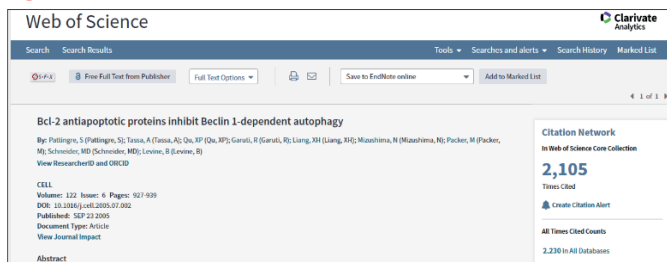 Web of Science
Clarivate
Analytics
Search Search Results Tools Searches and alerts Search History Marked List
S·F·X Free Full Text from Publisher Full Text Options Save to EndNote online Add to Marked List
1 of 1
Bcl-2 antiapoptotic proteins inhibit Beclin 1-dependent autophagy
By: Pattingre, S (Pattingre, S); Tassa, A (Tassa, A); Qu, XP (Qu, XP); Garuti, R (Garuti, R); Liang, XH (Liang, XH); Mizushima, N (Mizushima, N); Packer, M (Packer,
M); Schneider, MD (Schneider, MD); Levine, B (Levine, B)
View ResearcherID and ORCID
CELL
Volume: 122 Issue: 6 Pages: 927-939
DOI: 10.1016/j.cell.2005.07.002
Published: SEP 23 2005
Document Type: Article
View Journal Impact
Abstract
Citation Network
In Web of Science Core Collection
2,105
Times Cited
Create Citation Alert
All Times Cited Counts
2,230 in All Databases